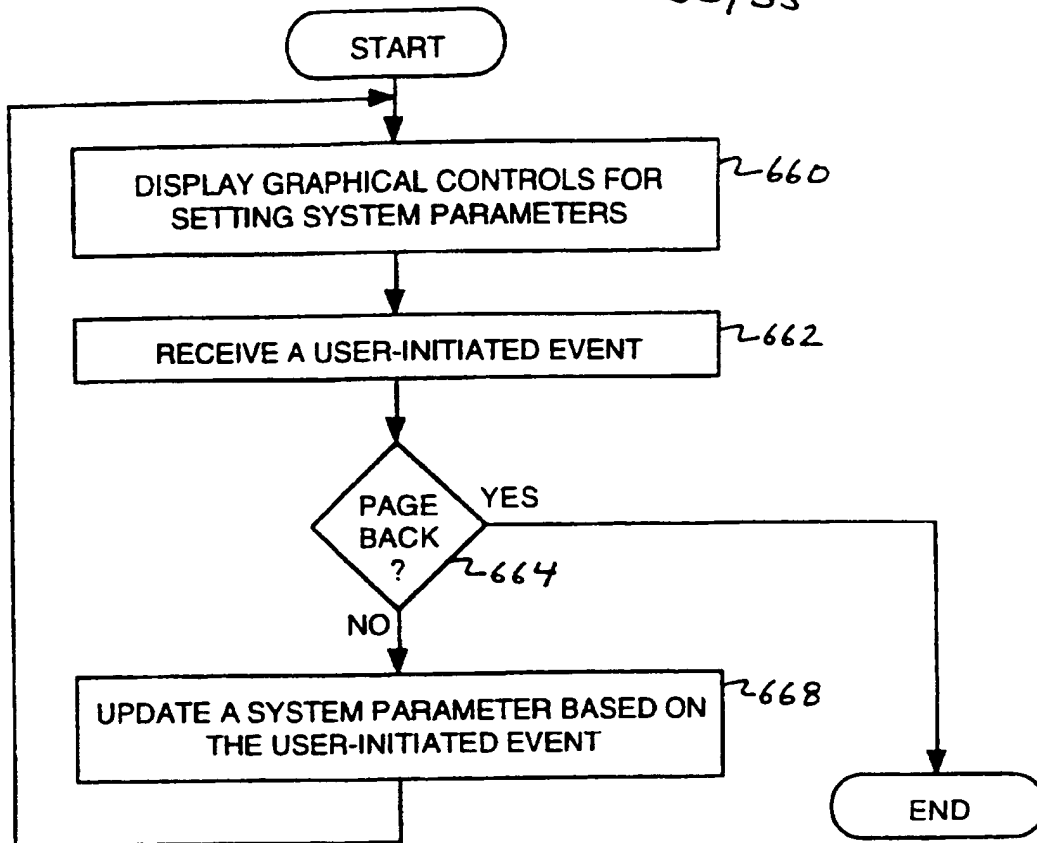 START
DISPLAY GRAPHICAL CONTROLS FOR
SETTING SYSTEM PARAMETERS
660
RECEIVE A USER-INITIATED EVENT
662
PAGE
BACK
?
YES
664
NO
UPDATE A SYSTEM PARAMETER BASED ON
THE USER-INITIATED EVENT
668
END